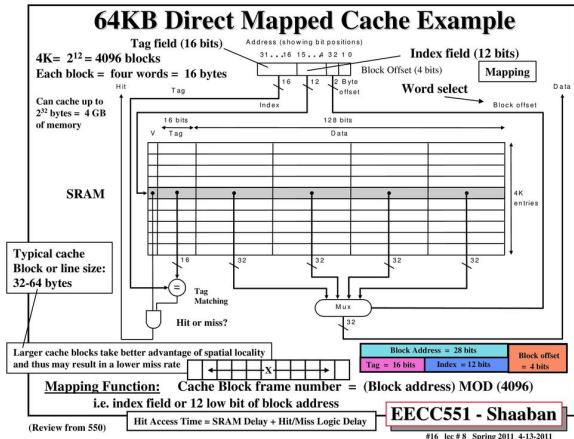 64KB Direct Mapped Cache Example
Tag field (16 bits)
Address (showing bit positions)
4K= 2¹² = 4096 blocks
Each block = four words = 16 bytes
31...16 15...4 32 1 0
Index field (12 bits)
Block Offset (4 bits)
Mapping
Hit
Tag
16
12
2
Byte offset
Word select
Data
Index
Block offset
Can cache up to
2³² bytes = 4 GB
of memory
16 bits
128 bits
V
Tag
Data
SRAM
4K
entries
Typical cache
Block or line size:
32-64 bytes
16
32
32
32
32
=
Tag
Matching
Mux
Hit or miss?
32
Larger cache blocks take better advantage of spatial locality
and thus may result in a lower miss rate
X
Block Address = 28 bits
Tag = 16 bits
Index = 12 bits
Block offset
= 4 bits
Mapping Function: Cache Block frame number = (Block address) MOD (4096)
i.e. index field or 12 low bit of block address
(Review from 550)
Hit Access Time = SRAM Delay + Hit/Miss Logic Delay
EECC551 - Shaaban
#16 lec # 8 Spring 2011 4-13-2011